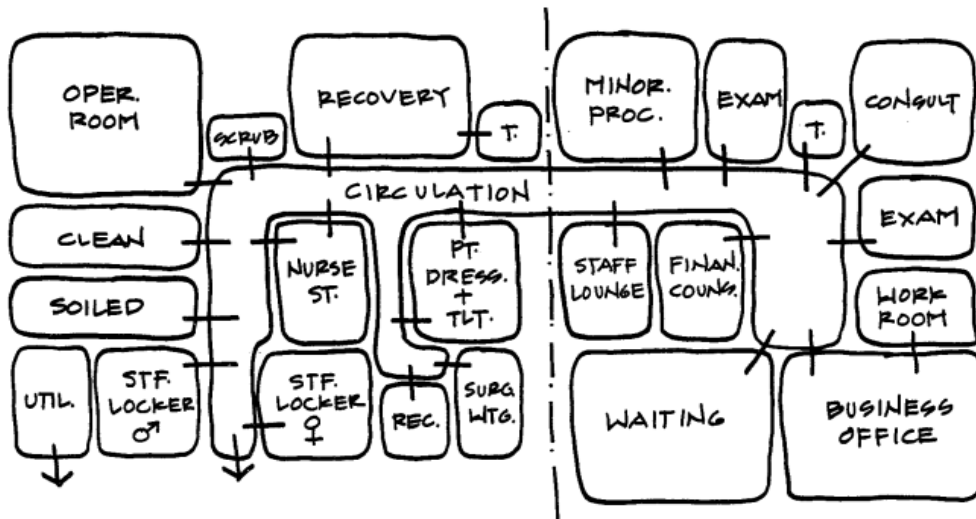 OPER.
ROOM
SCRUB
RECOVERY
T.
MINOR.
PROC.
EXAM
T.
CONSULT
CIRCULATION
CLEAN
NURSE
ST.
PT.
DRESS.
+
TLT.
STAFF
LOUNGE
FINAN.
COUNS.
EXAM
SOILED
WORK
ROOM
UTIL.
STF.
LOCKER
♂
STF.
LOCKER
♀
REC.
SURG.
WTG.
WAITING
BUSINESS
OFFICE